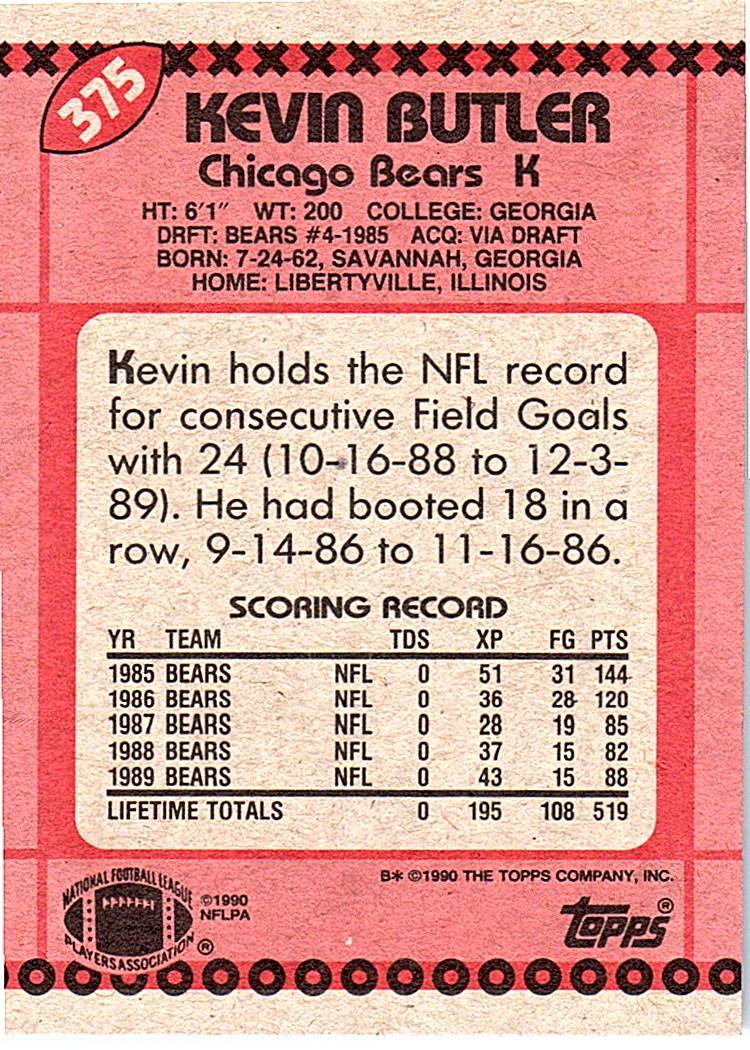 375
KEVIN BUTLER
Chicago Bears K
HT: 6'1" WT: 200 COLLEGE: GEORGIA
DRFT: BEARS #4-1985 ACQ: VIA DRAFT
BORN: 7-24-62, SAVANNAH, GEORGIA
HOME: LIBERTYVILLE, ILLINOIS
Kevin holds the NFL record
for consecutive Field Goals
with 24 (10-16-88 to 12-3-
89). He had booted 18 in a
row, 9-14-86 to 11-16-86.
SCORING RECORD
YR TEAM TDS XP FG PTS
1985 BEARS NFL 0 51 31 144
1986 BEARS NFL 0 36 28 120
1987 BEARS NFL 0 28 19 85
1988 BEARS NFL 0 37 15 82
1989 BEARS NFL 0 43 15 88
LIFETIME TOTALS 0 195 108 519
B* ©1990 THE TOPPS COMPANY, INC.
NATIONAL FOOTBALL LEAGUE
PLAYERS ASSOCIATION ®
©1990
NFLPA
topps ®